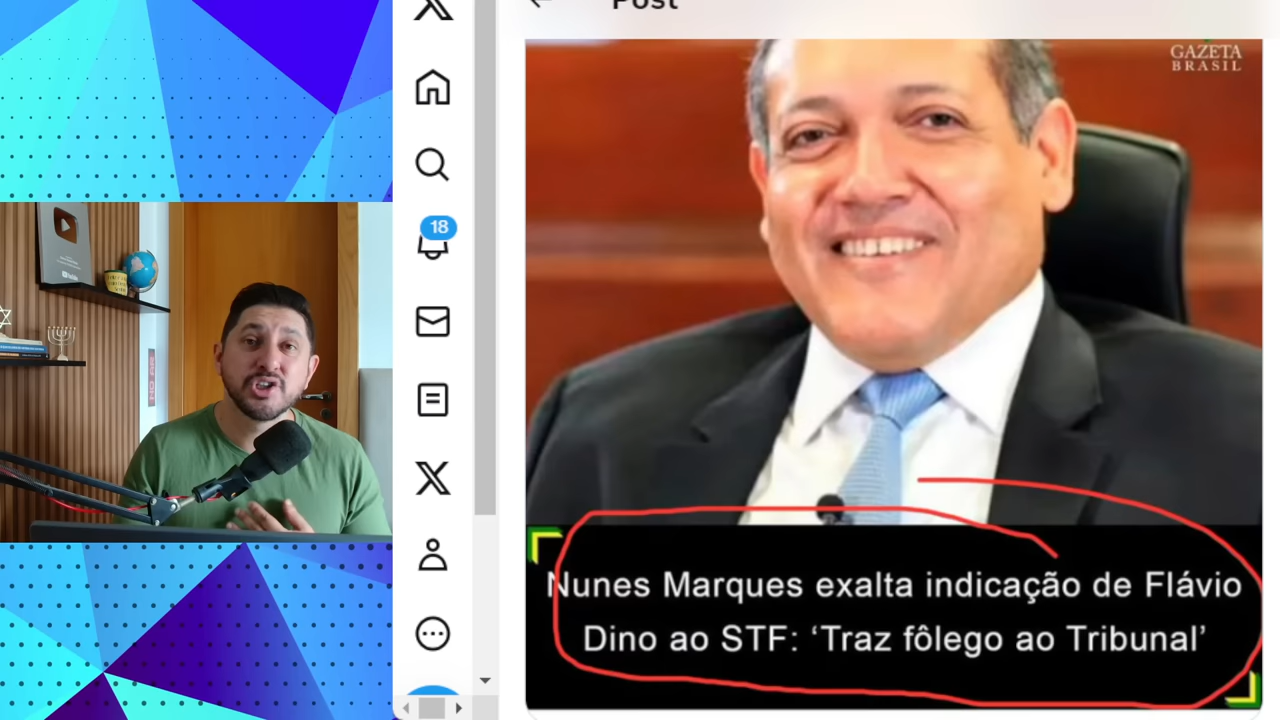 Post
GAZETA
BRASIL
18
Nunes Marques exalta indicação de Flávio
Dino ao STF: ‘Traz fôlego ao Tribunal’